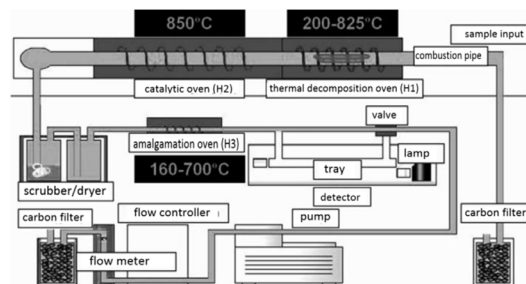 850°C
200-825°C
sample input
combustion pipe
catalytic oven (H2)
thermal decomposition oven (H1)
valve
amalgamation oven (H3)
lamp
160-700°C
tray
scrubber/dryer
detector
carbon filter
flow controller
pump
carbon filter
flow meter